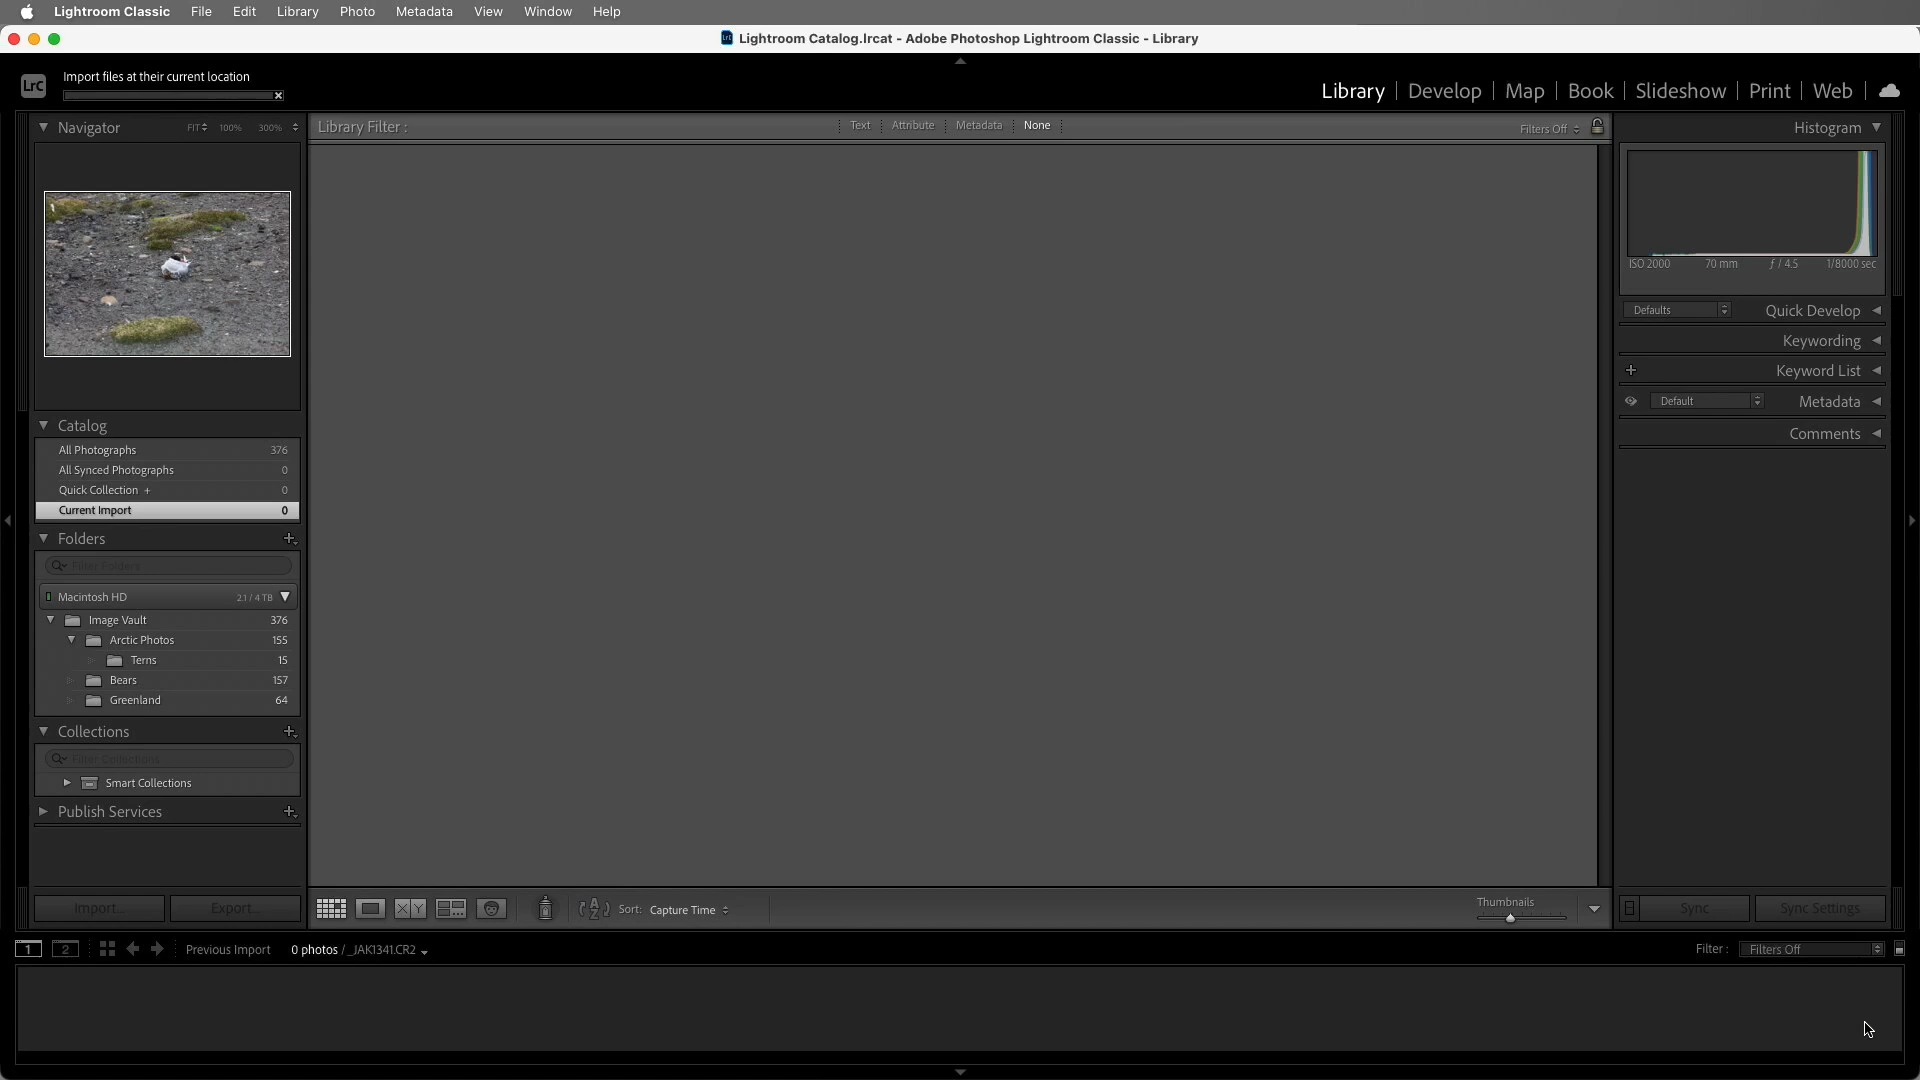 Lightroom Classic File Edit Library Photo Metadata View Window Help
Lightroom Catalog.lrcat - Adobe Photoshop Lightroom Classic - Library
LrC
Import files at their current location
Library Develop Map Book Slideshow Print Web
Navigator FIT 100% 300%
Library Filter : Text Attribute Metadata None Filters Off
Histogram
ISO 2000 70 mm ƒ / 4.5 1/8000 sec
Defaults Quick Develop
Keywording
Keyword List
Default Metadata
Comments
Catalog
All Photographs 376
All Synced Photographs 0
Quick Collection + 0
Current Import 0
Folders
Filter Folders
Macintosh HD 2.1 / 4 TB
Image Vault 376
Arctic Photos 155
Terns 15
Bears 157
Greenland 64
Collections
Filter Collections
Smart Collections
Publish Services
Import... Export...
XY
Sort: Capture Time
Thumbnails
Sync Sync Settings
1 2 Previous Import 0 photos / _JAK1341.CR2
Filter : Filters Off